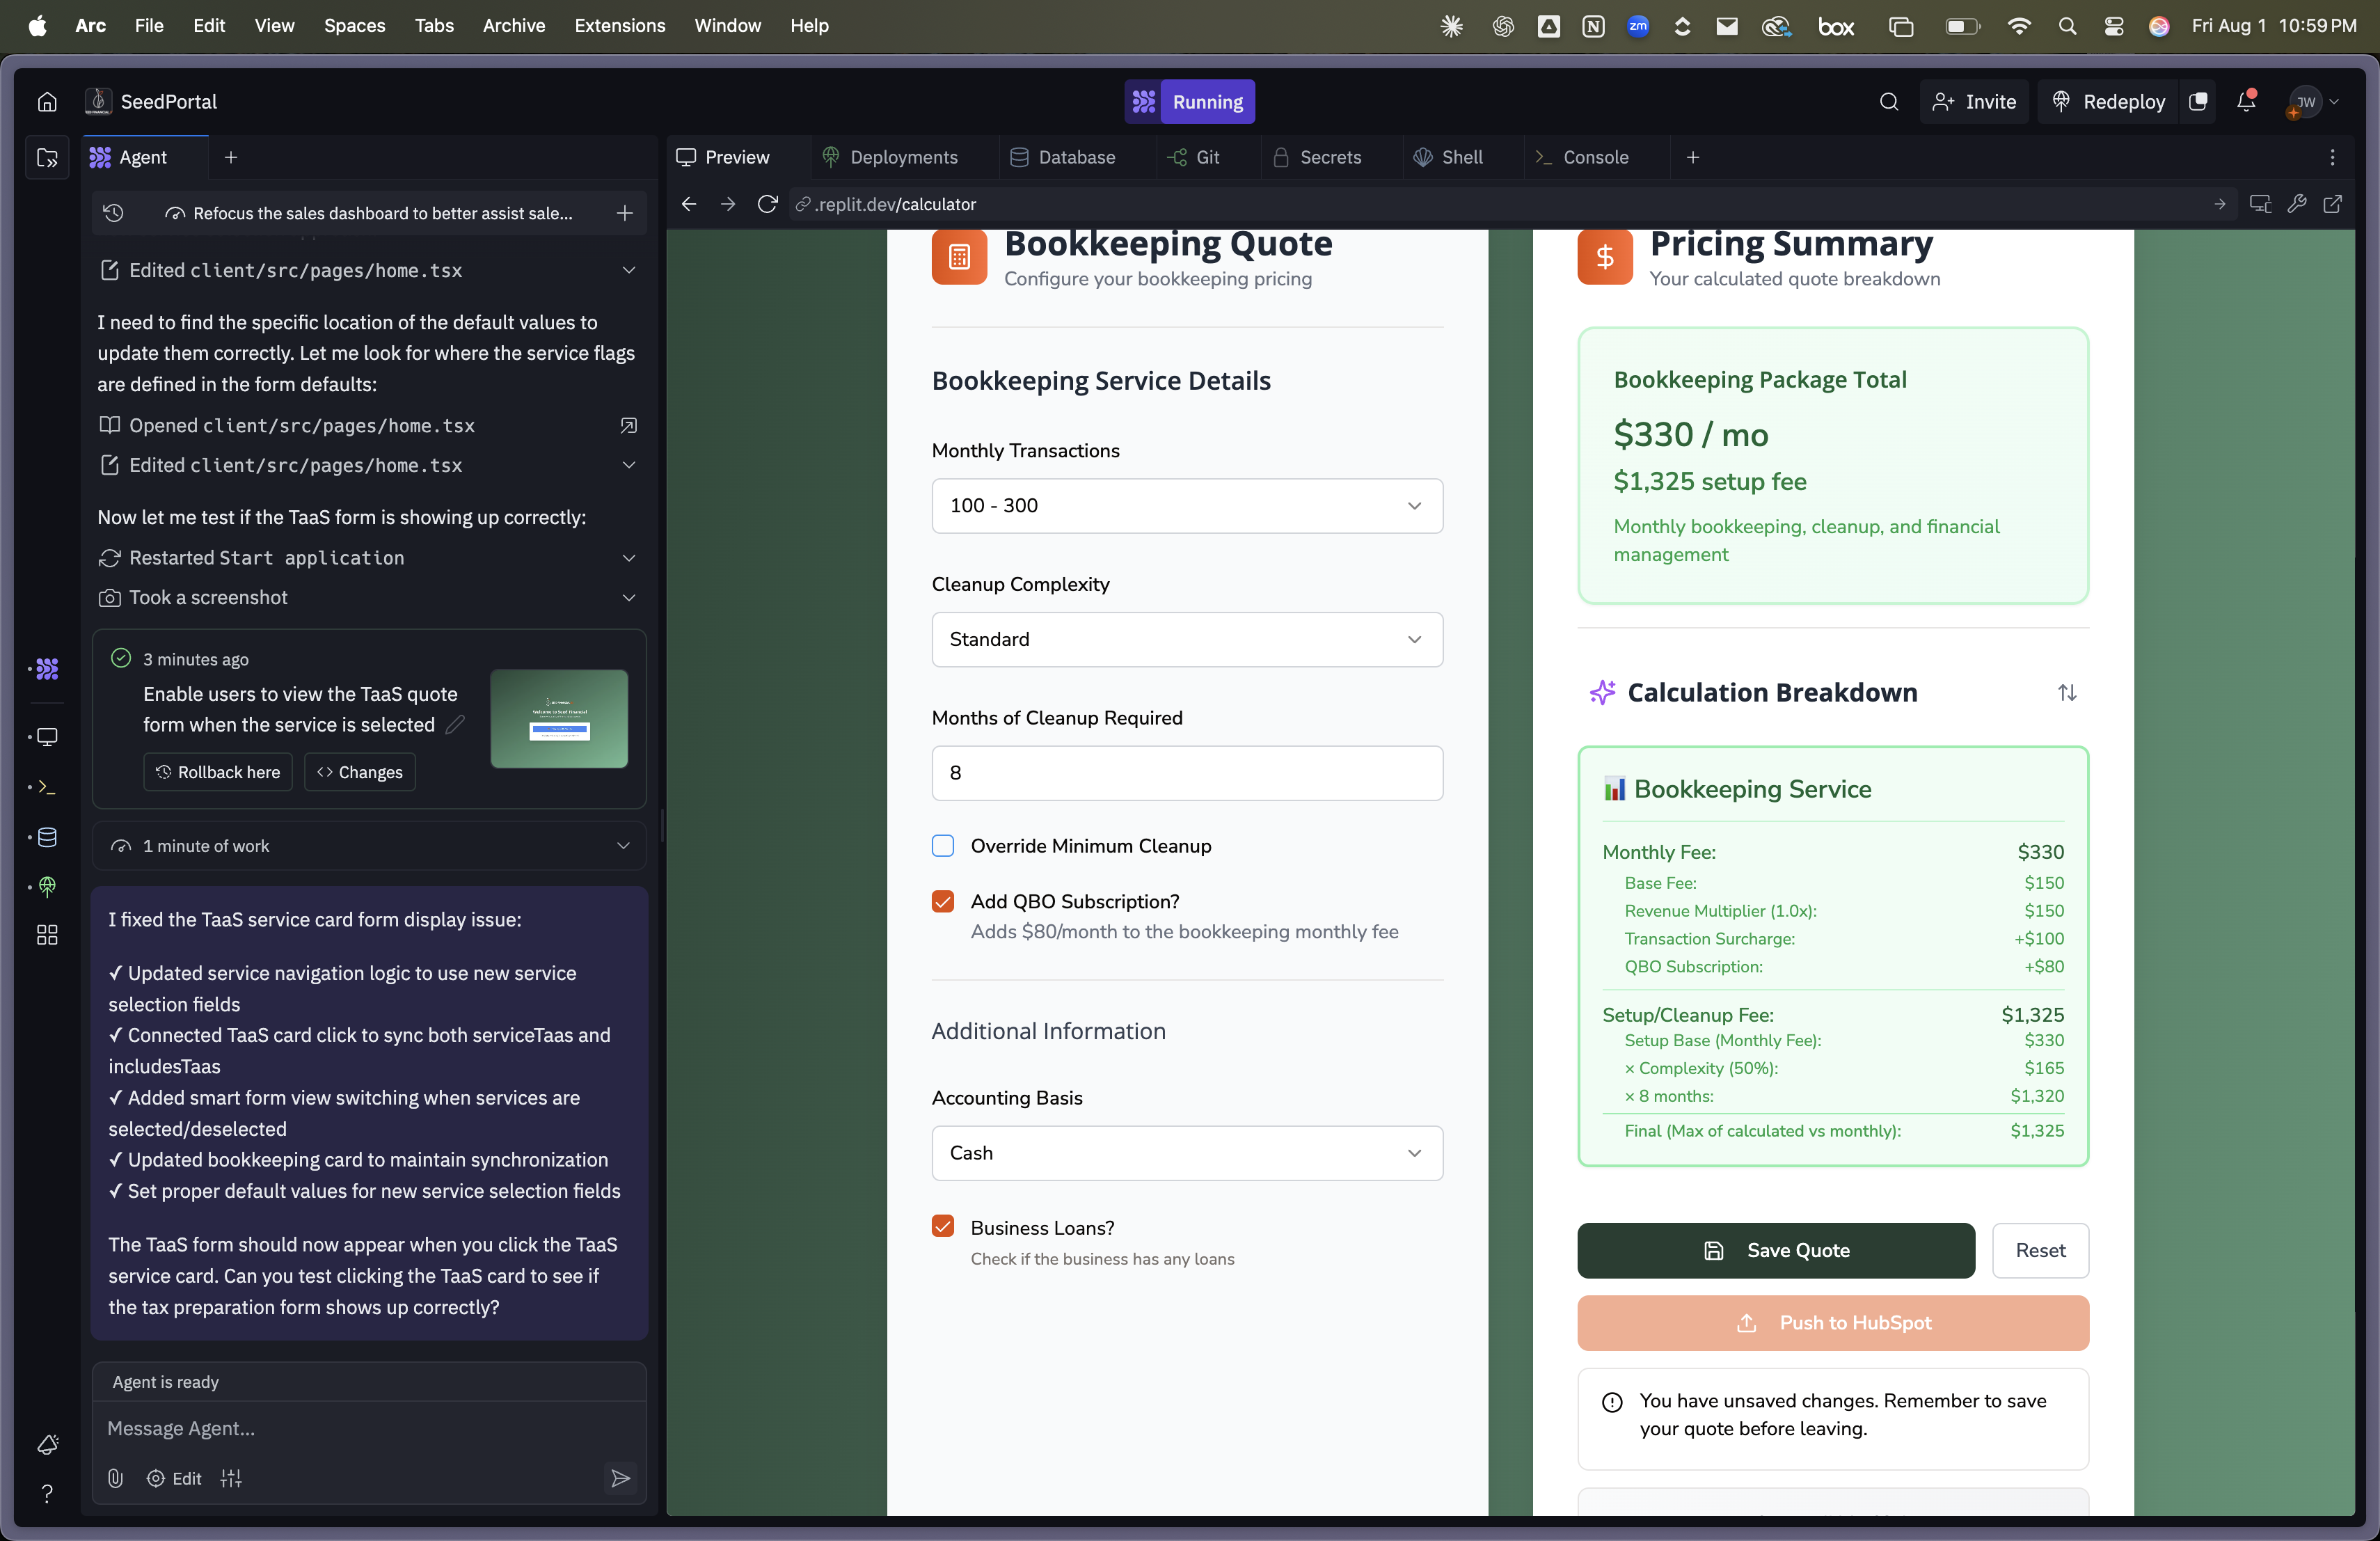 Arc File Edit View Spaces Tabs Archive Extensions Window Help
zm
box
Fri Aug 1 10:59 PM
SeedPortal
Running
Invite
Redeploy
JW
Agent
Preview
Deployments
Database
Git
Secrets
Shell
Console
Refocus the sales dashboard to better assist sale...
.replit.dev/calculator
Edited client/src/pages/home.tsx
I need to find the specific location of the default values to
update them correctly. Let me look for where the service flags
are defined in the form defaults:
Opened client/src/pages/home.tsx
Edited client/src/pages/home.tsx
Now let me test if the TaaS form is showing up correctly:
Restarted Start application
Took a screenshot
3 minutes ago
Enable users to view the TaaS quote
form when the service is selected
Rollback here
Changes
1 minute of work
I fixed the TaaS service card form display issue:
✓ Updated service navigation logic to use new service
selection fields
✓ Connected TaaS card click to sync both serviceTaas and
includesTaas
✓ Added smart form view switching when services are
selected/deselected
✓ Updated bookkeeping card to maintain synchronization
✓ Set proper default values for new service selection fields
The TaaS form should now appear when you click the TaaS
service card. Can you test clicking the TaaS card to see if
the tax preparation form shows up correctly?
Agent is ready
Message Agent...
Edit
Bookkeeping Quote
Configure your bookkeeping pricing
Bookkeeping Service Details
Monthly Transactions
100 - 300
Cleanup Complexity
Standard
Months of Cleanup Required
8
Override Minimum Cleanup
Add QBO Subscription?
Adds $80/month to the bookkeeping monthly fee
Additional Information
Accounting Basis
Cash
Business Loans?
Check if the business has any loans
Pricing Summary
Your calculated quote breakdown
Bookkeeping Package Total
$330 / mo
$1,325 setup fee
Monthly bookkeeping, cleanup, and financial
management
Calculation Breakdown
Bookkeeping Service
Monthly Fee: $330
Base Fee: $150
Revenue Multiplier (1.0x): $150
Transaction Surcharge: +$100
QBO Subscription: +$80
Setup/Cleanup Fee: $1,325
Setup Base (Monthly Fee): $330
× Complexity (50%): $165
× 8 months: $1,320
Final (Max of calculated vs monthly): $1,325
Save Quote
Reset
Push to HubSpot
You have unsaved changes. Remember to save
your quote before leaving.